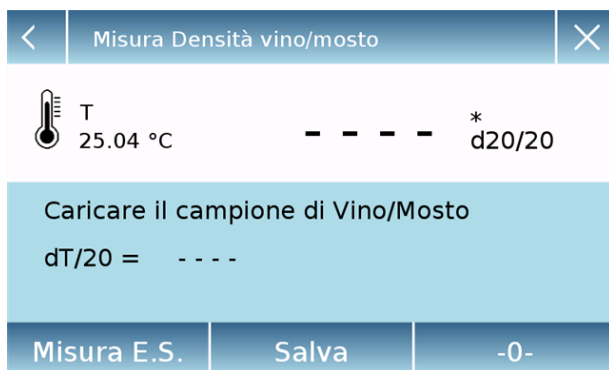 Misura Densità vino/mosto
T
25.04 °C
- - - -
*
d20/20
Caricare il campione di Vino/Mosto
dT/20 = - - - -
Misura E.S.
Salva
-0-